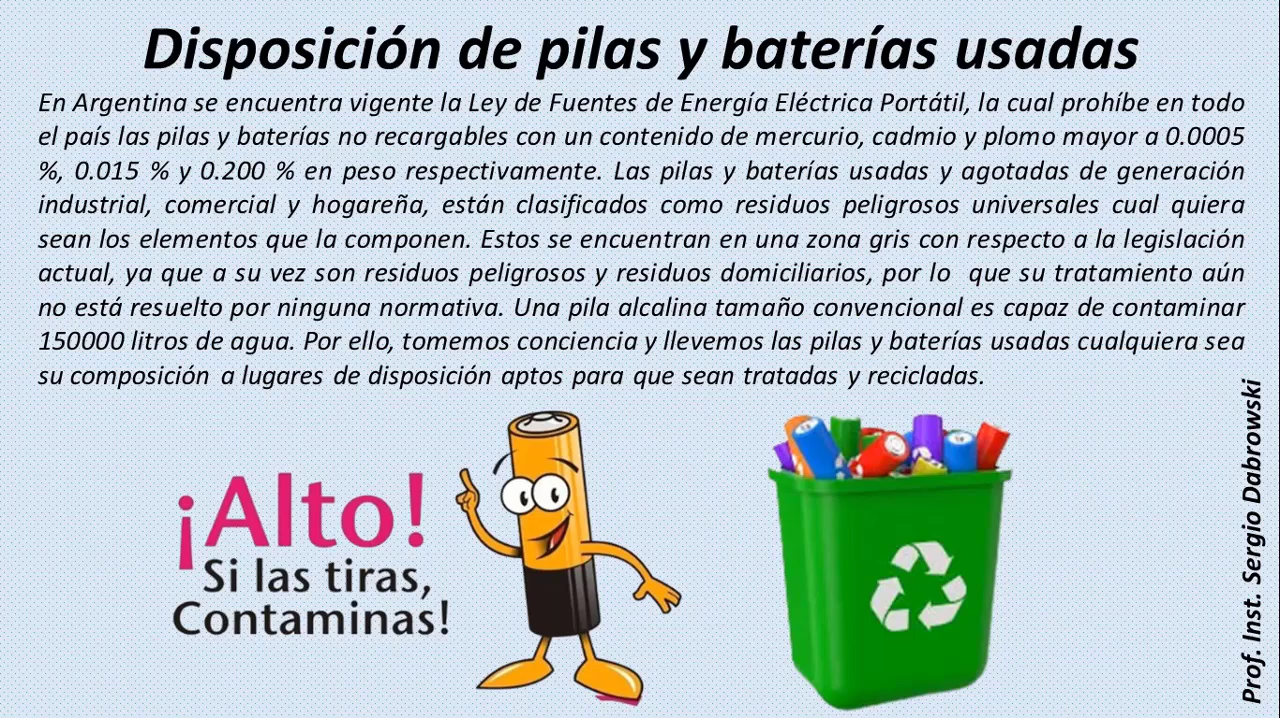 Disposición de pilas y baterías usadas
En Argentina se encuentra vigente la Ley de Fuentes de Energía Eléctrica Portátil, la cual prohíbe en todo
el país las pilas y baterías no recargables con un contenido de mercurio, cadmio y plomo mayor a 0.0005
%, 0.015 % y 0.200 % en peso respectivamente. Las pilas y baterías usadas y agotadas de generación
industrial, comercial y hogareña, están clasificados como residuos peligrosos universales cual quiera
sean los elementos que la componen. Estos se encuentran en una zona gris con respecto a la legislación
actual, ya que a su vez son residuos peligrosos y residuos domiciliarios, por lo que su tratamiento aún
no está resuelto por ninguna normativa. Una pila alcalina tamaño convencional es capaz de contaminar
150000 litros de agua. Por ello, tomemos conciencia y llevemos las pilas y baterías usadas cualquiera sea
su composición a lugares de disposición aptos para que sean tratadas y recicladas.
¡Alto!
Si las tiras,
Contaminas!
Prof. Inst. Sergio Dabrowski